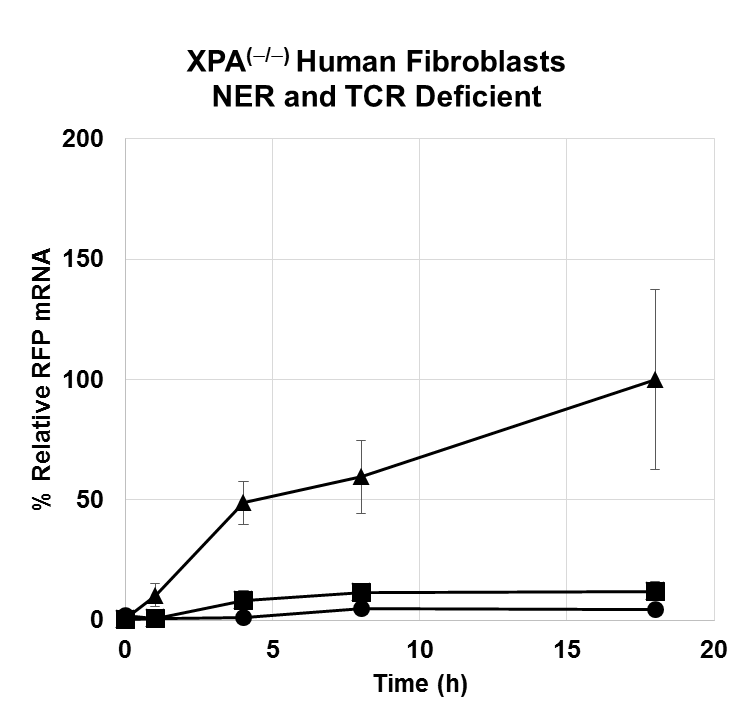 XPA(−/−) Human Fibroblasts
NER and TCR Deficient
% Relative RFP mRNA
200
150
100
50
0
0 5 10 15 20
Time (h)